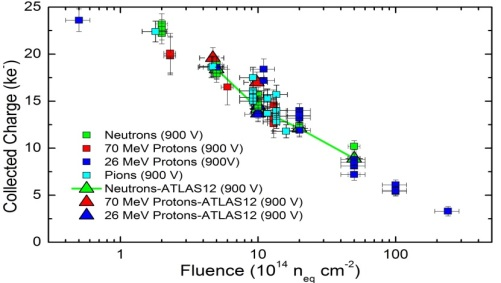 25
20
15
10
5
0
Collected Charge (ke⁻)
Neutrons (900 V)
70 MeV Protons (900 V)
26 MeV Protons (900V)
Pions (900 V)
Neutrons-ATLAS12 (900 V)
70 MeV Protons-ATLAS12 (900 V)
26 MeV Protons-ATLAS12 (900 V)
1 10 100
Fluence (10¹⁴ nₑq cm⁻²)